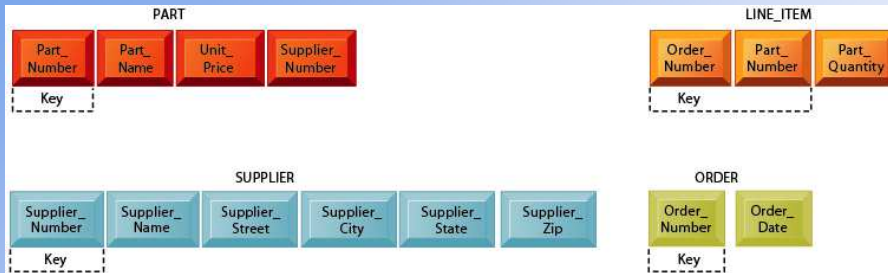 PART
Part_
Number
Part_
Name
Unit_
Price
Supplier_
Number
Key
LINE_ITEM
Order_
Number
Part_
Number
Part_
Quantity
Key
SUPPLIER
Supplier_
Number
Supplier_
Name
Supplier_
Street
Supplier_
City
Supplier_
State
Supplier_
Zip
Key
ORDER
Order_
Number
Order_
Date
Key